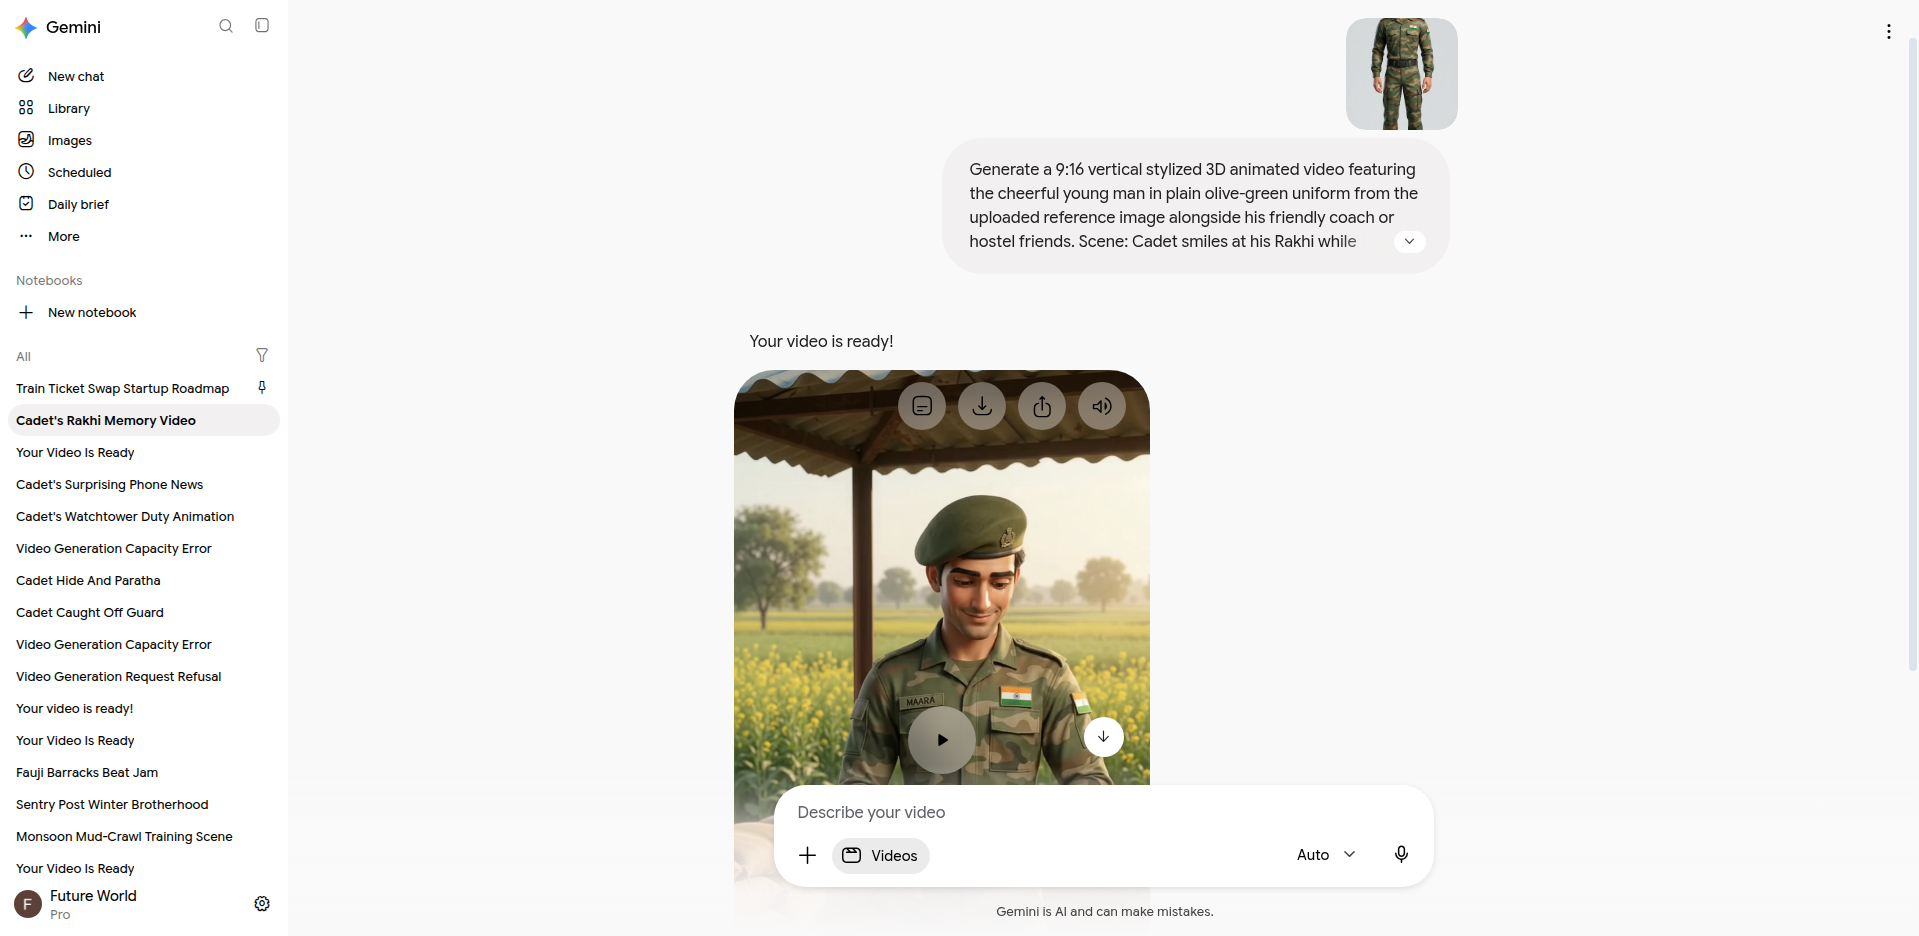 Gemini
New chat
Library
Images
Scheduled
Daily brief
More
Notebooks
New notebook
All
Train Ticket Swap Startup Roadmap
Cadet's Rakhi Memory Video
Your Video Is Ready
Cadet's Surprising Phone News
Cadet's Watchtower Duty Animation
Video Generation Capacity Error
Cadet Hide And Paratha
Cadet Caught Off Guard
Video Generation Capacity Error
Video Generation Request Refusal
Your video is ready!
Your Video Is Ready
Fauji Barracks Beat Jam
Sentry Post Winter Brotherhood
Monsoon Mud-Crawl Training Scene
Your Video Is Ready
F
Future World
Pro
Generate a 9:16 vertical stylized 3D animated video featuring
the cheerful young man in plain olive-green uniform from the
uploaded reference image alongside his friendly coach or
hostel friends. Scene: Cadet smiles at his Rakhi while
Your video is ready!
MAARA
Describe your video
Videos
Auto
Gemini is AI and can make mistakes.